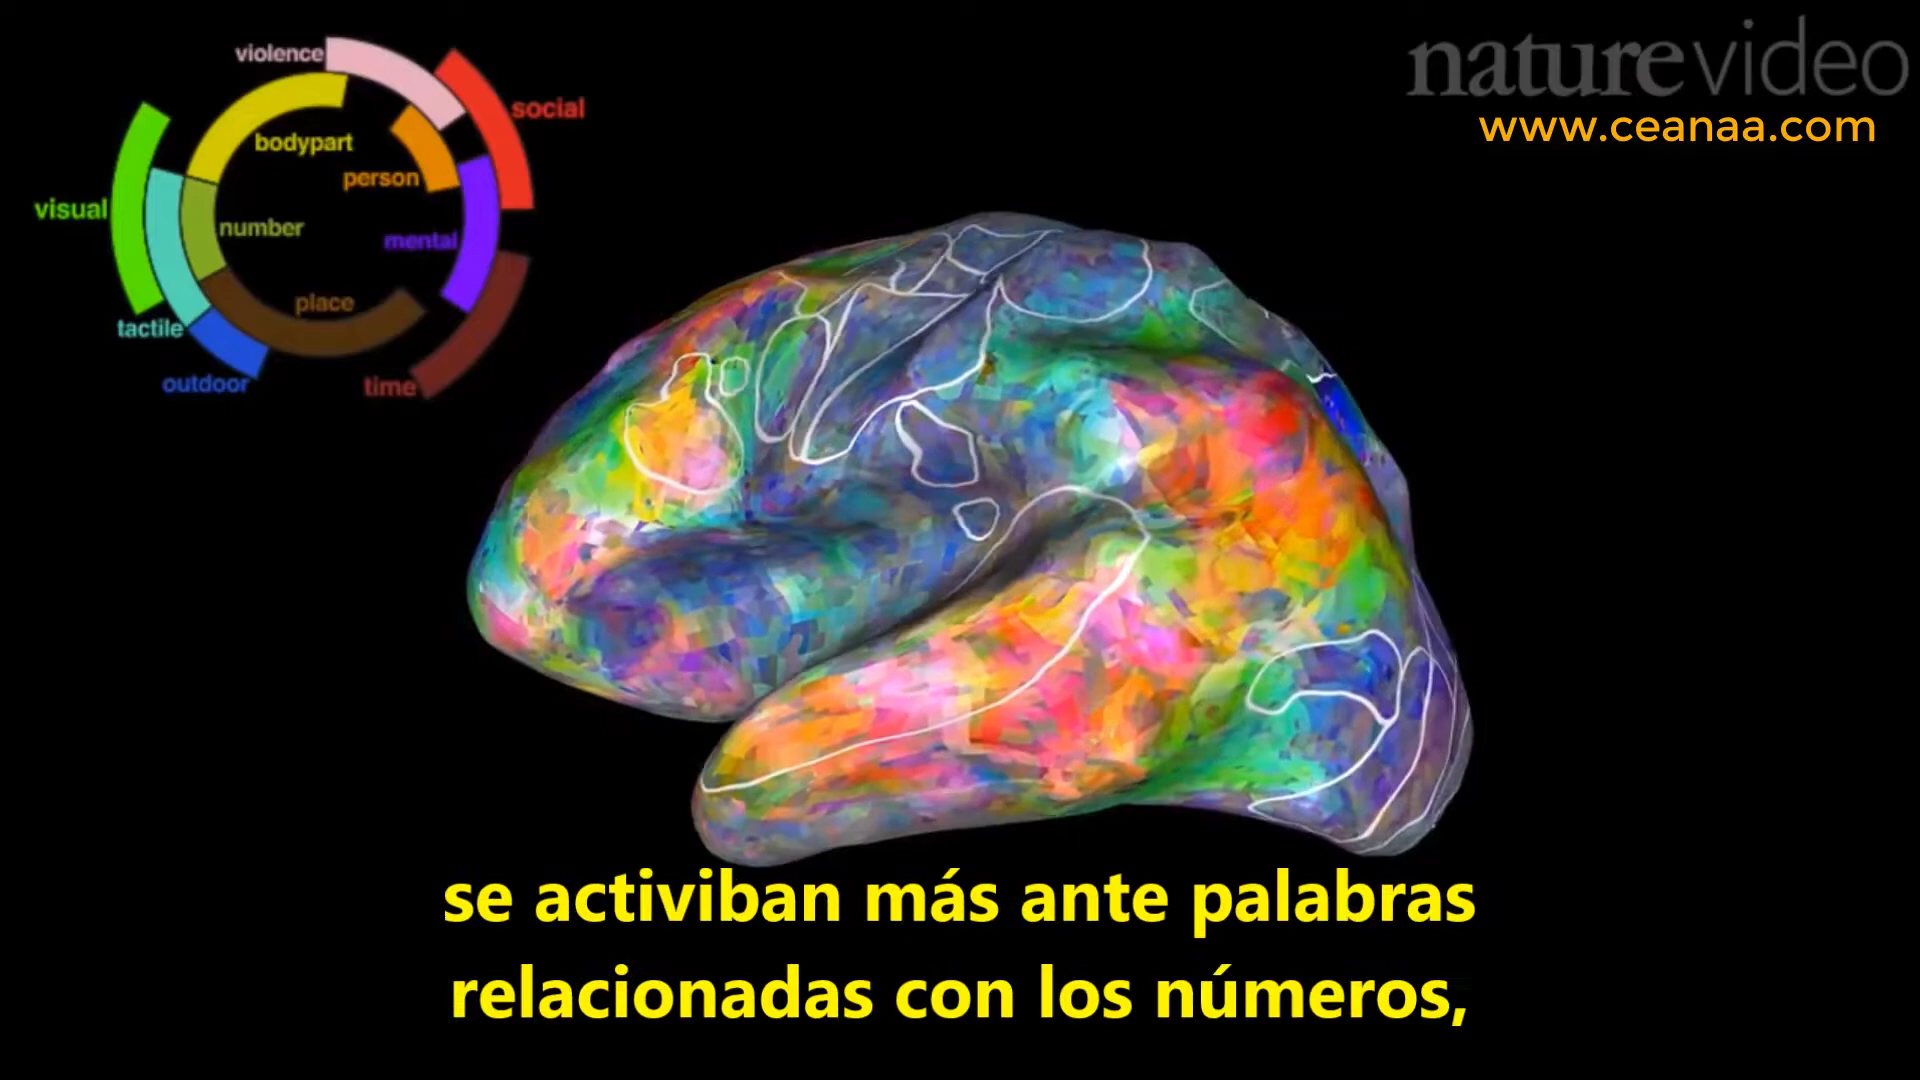 violence
social
bodypart
person
visual
number
mental
place
tactile
outdoor
time
naturevideo
www.ceanaa.com
se activiban más ante palabras
relacionadas con los números,